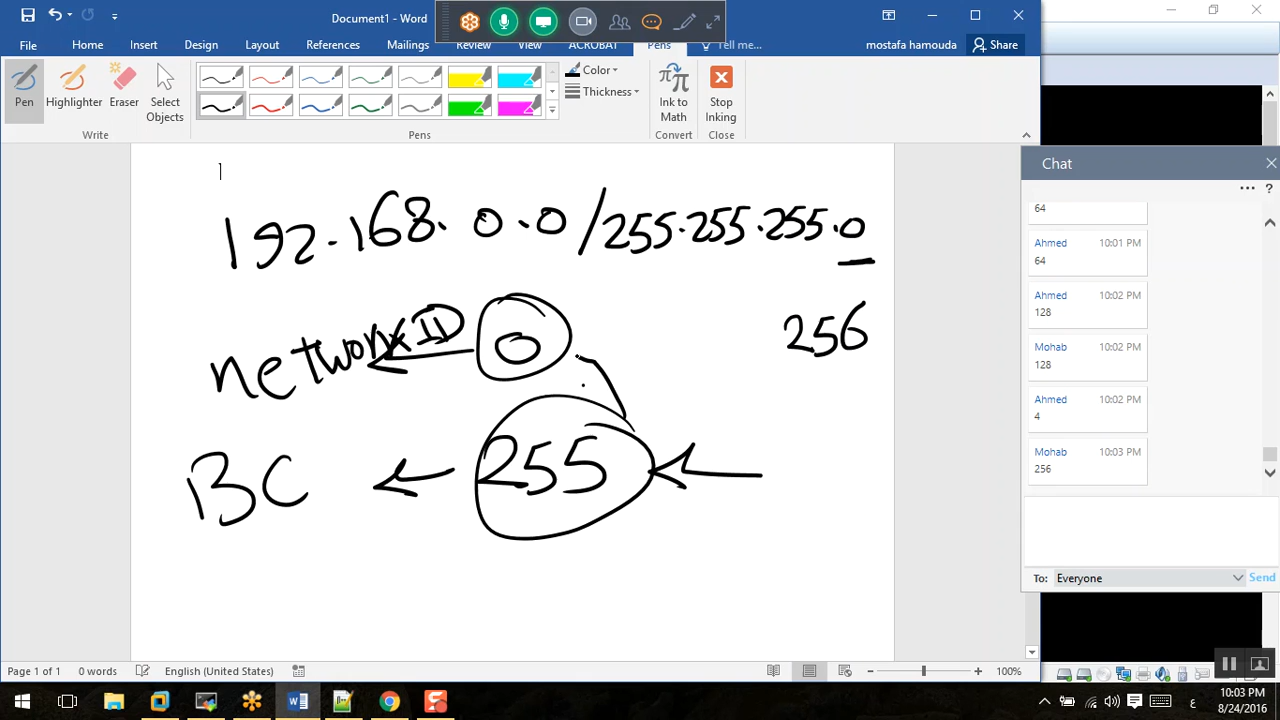 Document1 - Word
File Home Insert Design Layout References Mailings Review View ACROBAT Pens Tell me...
mostafa hamouda Share
Pen Highlighter Eraser Select Objects
Color
Thickness
Ink to Math
Stop Inking
Write Pens Convert Close
192.168.0.0/255.255.255.0
256
network ID 0
BC 255
Chat
64
Ahmed 10:01 PM
64
Ahmed 10:02 PM
128
Mohab 10:02 PM
128
Ahmed 10:02 PM
4
Mohab 10:03 PM
256
To: Everyone Send
Page 1 of 1 0 words English (United States) 100%
ع 10:03 PM
8/24/2016